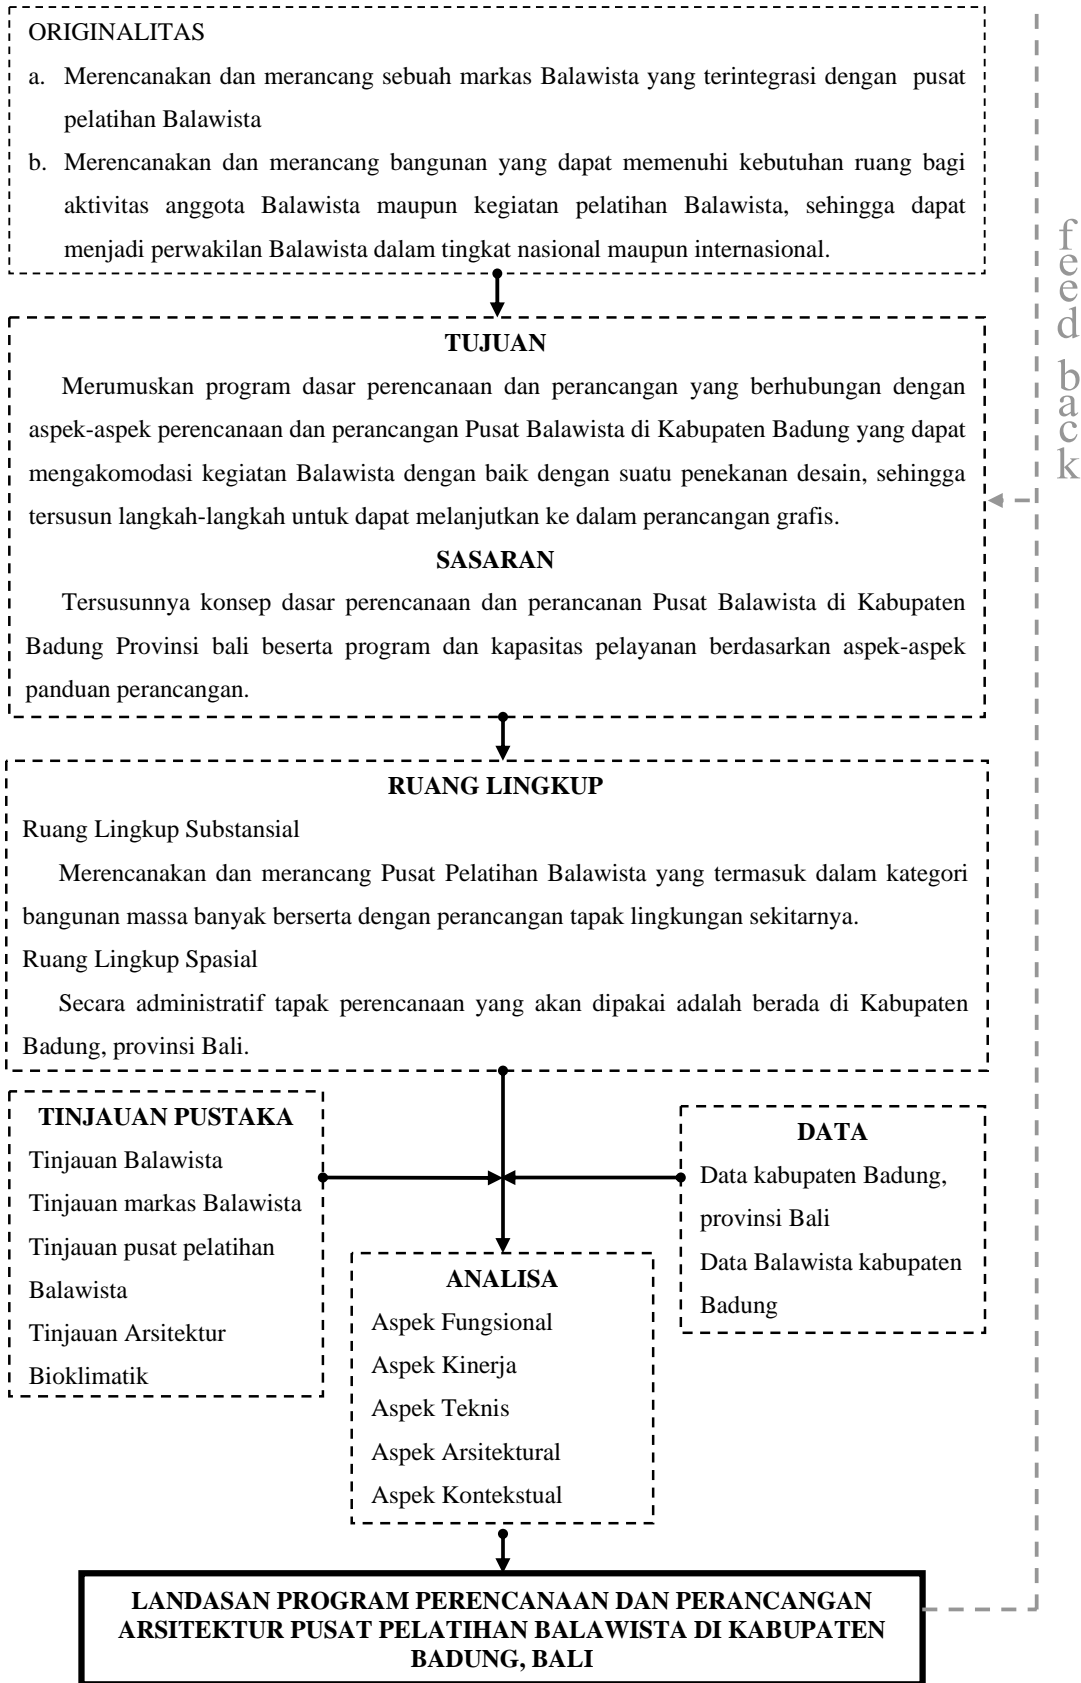 ORIGINALITAS
a. Merencanakan dan merancang sebuah markas Balawista yang terintegrasi dengan pusat
pelatihan Balawista
b. Merencanakan dan merancang bangunan yang dapat memenuhi kebutuhan ruang bagi
aktivitas anggota Balawista maupun kegiatan pelatihan Balawista, sehingga dapat
menjadi perwakilan Balawista dalam tingkat nasional maupun internasional.
TUJUAN
Merumuskan program dasar perencanaan dan perancangan yang berhubungan dengan
aspek-aspek perencanaan dan perancangan Pusat Balawista di Kabupaten Badung yang dapat
mengakomodasi kegiatan Balawista dengan baik dengan suatu penekanan desain, sehingga
tersusun langkah-langkah untuk dapat melanjutkan ke dalam perancangan grafis.
SASARAN
Tersusunnya konsep dasar perencanaan dan perancanan Pusat Balawista di Kabupaten
Badung Provinsi bali beserta program dan kapasitas pelayanan berdasarkan aspek-aspek
panduan perancangan.
RUANG LINGKUP
Ruang Lingkup Substansial
Merencanakan dan merancang Pusat Pelatihan Balawista yang termasuk dalam kategori
bangunan massa banyak berserta dengan perancangan tapak lingkungan sekitarnya.
Ruang Lingkup Spasial
Secara administratif tapak perencanaan yang akan dipakai adalah berada di Kabupaten
Badung, provinsi Bali.
TINJAUAN PUSTAKA
Tinjauan Balawista
Tinjauan markas Balawista
Tinjauan pusat pelatihan
Balawista
Tinjauan Arsitektur
Bioklimatik
DATA
Data kabupaten Badung,
provinsi Bali
Data Balawista kabupaten
Badung
ANALISA
Aspek Fungsional
Aspek Kinerja
Aspek Teknis
Aspek Arsitektural
Aspek Kontekstual
LANDASAN PROGRAM PERENCANAAN DAN PERANCANGAN
ARSITEKTUR PUSAT PELATIHAN BALAWISTA DI KABUPATEN
BADUNG, BALI
feed back